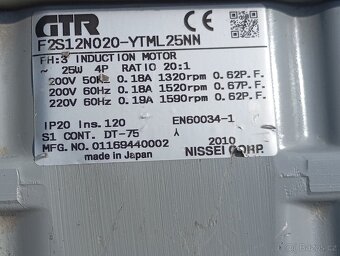 GTR CE
F2S12N020-YTML25NN
PH:3 INDUCTION MOTOR
~ 25W 4P RATIO 20:1
200V 50Hz 0.18A 1320rpm 0.62P.F.
200V 60Hz 0.18A 1520rpm 0.67P.F.
220V 60Hz 0.19A 1590rpm 0.62P.F.
IP20 Ins.120 EN60034-1
S1 CONT. DT-75 人
MFG.NO. 01169440002 2010
made in Japan NISSEI CORP.